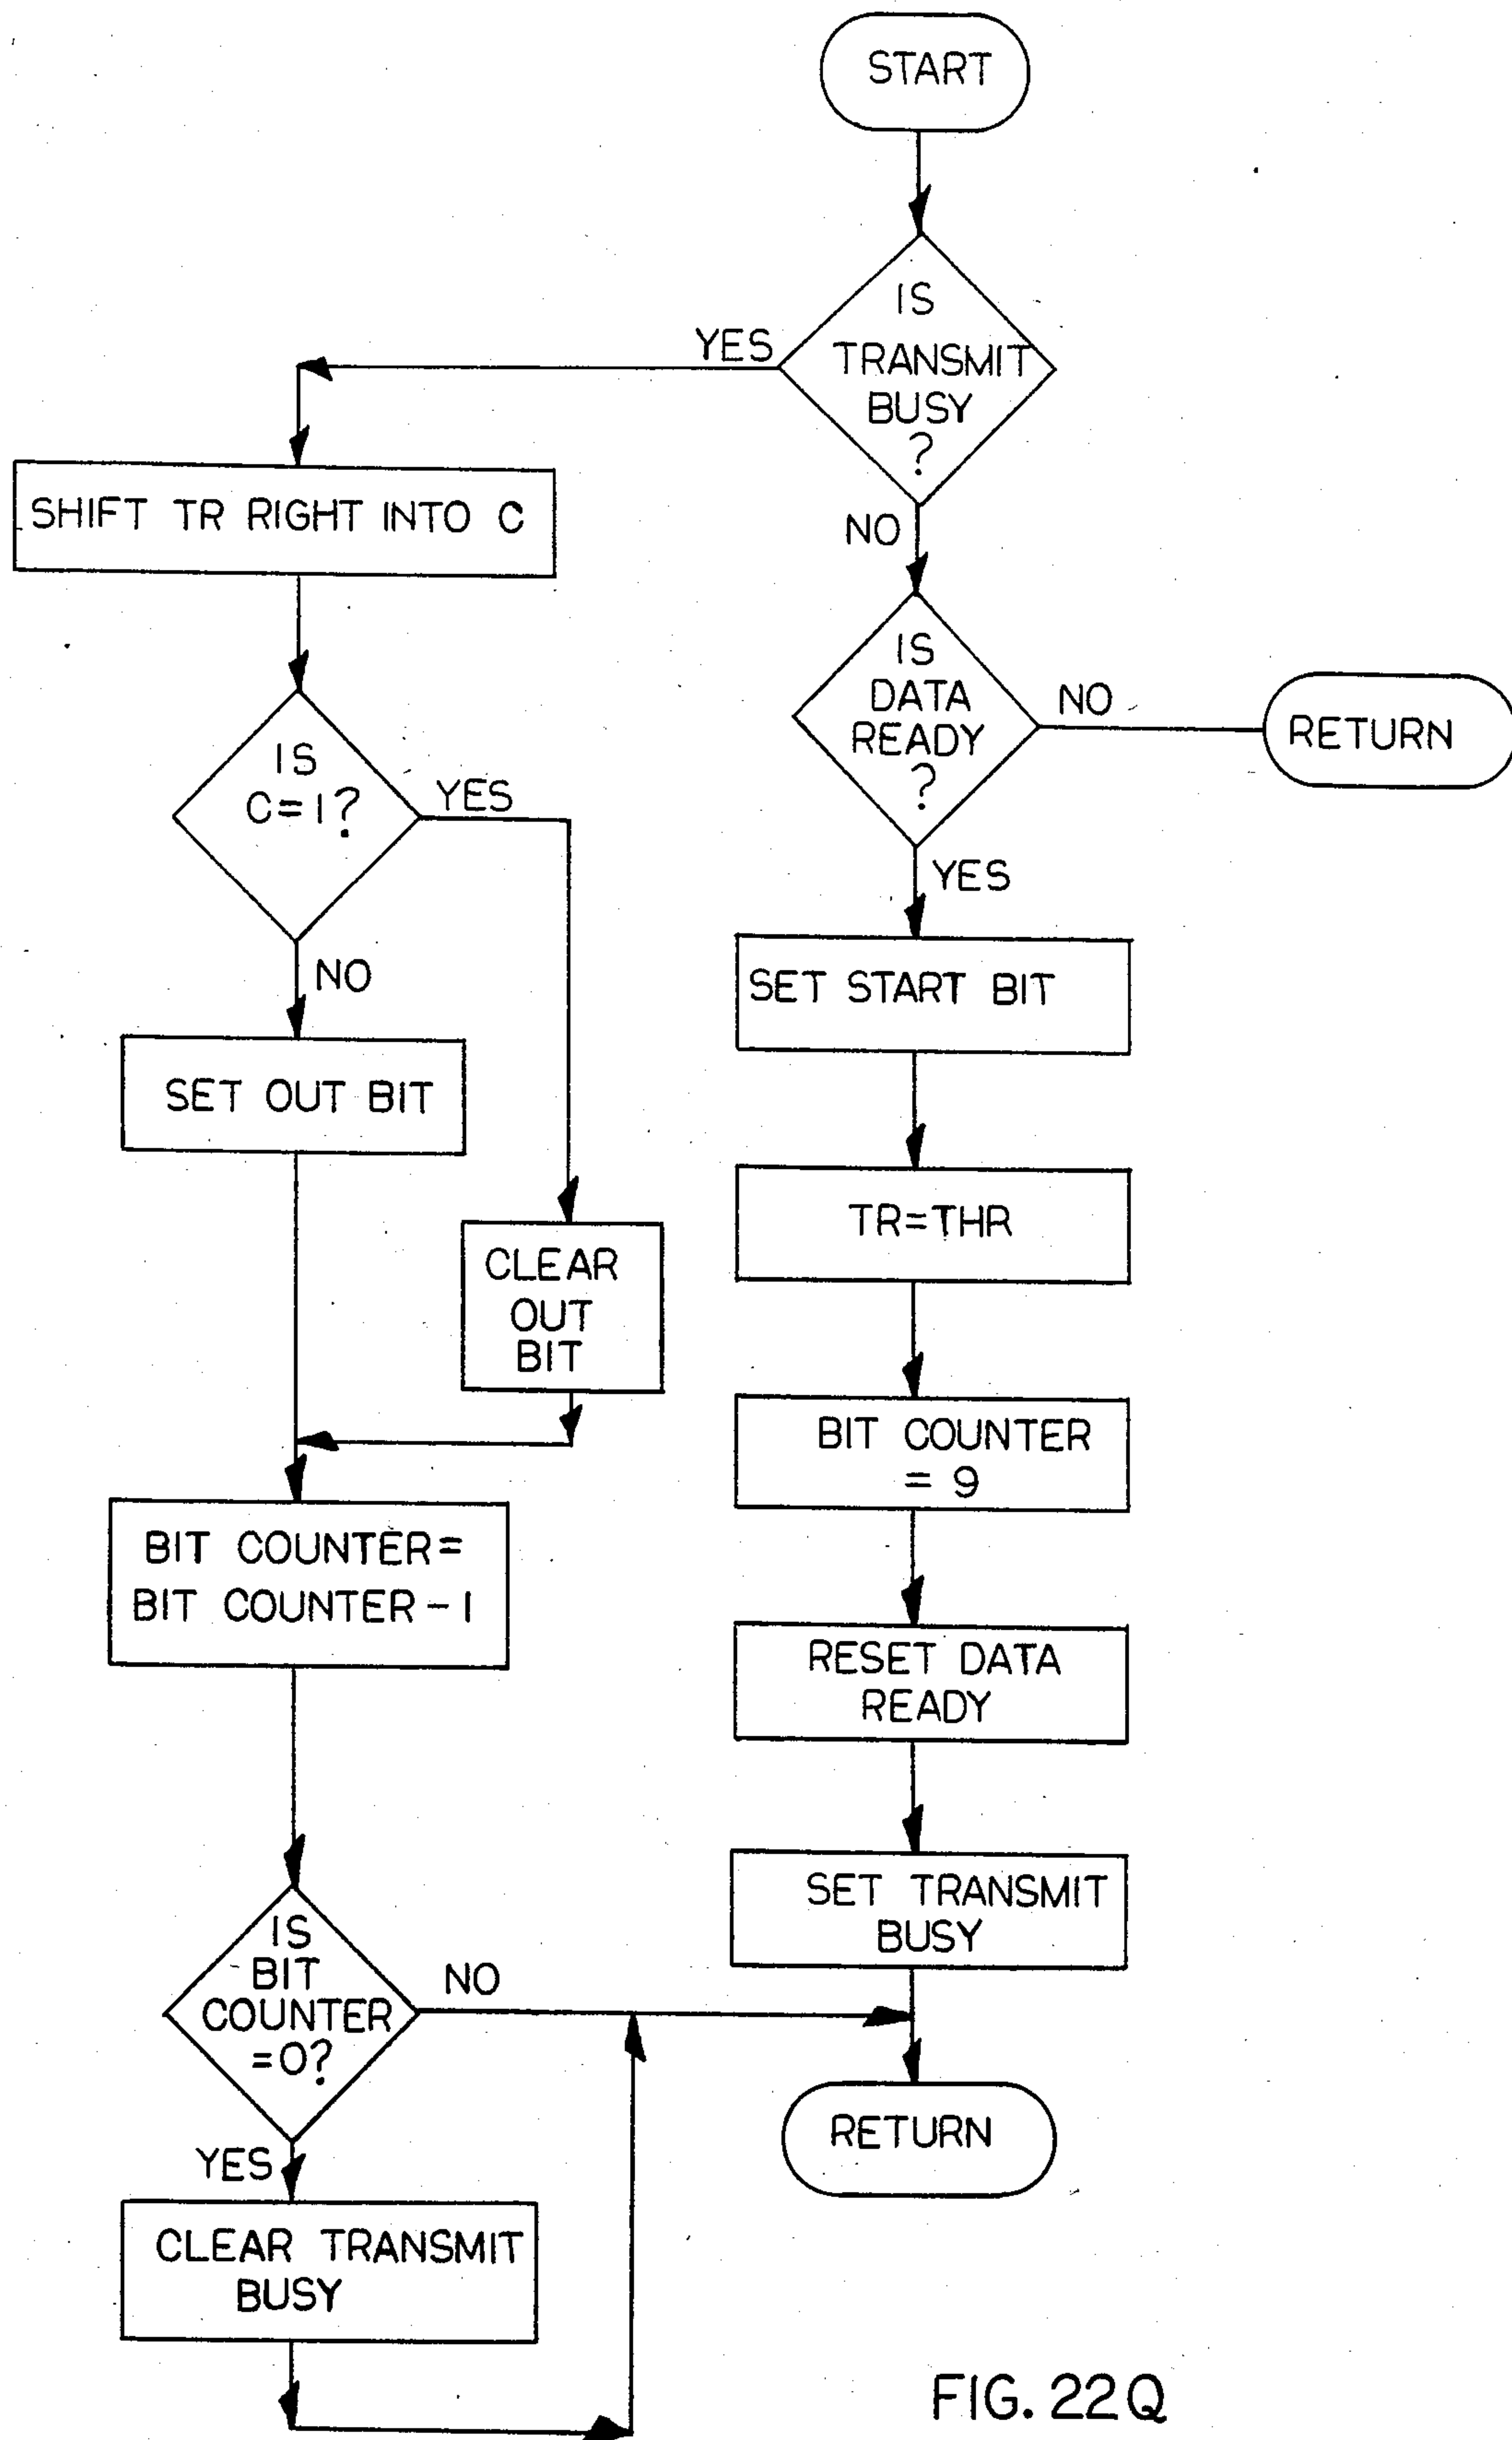 START
IS
TRANSMIT
BUSY
?
YES
NO
SHIFT TR RIGHT INTO C
IS
DATA
READY
?
NO
RETURN
YES
IS
C=1?
YES
NO
SET START BIT
SET OUT BIT
TR=THR
CLEAR
OUT
BIT
BIT COUNTER
= 9
BIT COUNTER=
BIT COUNTER-1
RESET DATA
READY
SET TRANSMIT
BUSY
IS
BIT
COUNTER
=0?
NO
YES
RETURN
CLEAR TRANSMIT
BUSY
FIG. 22Q